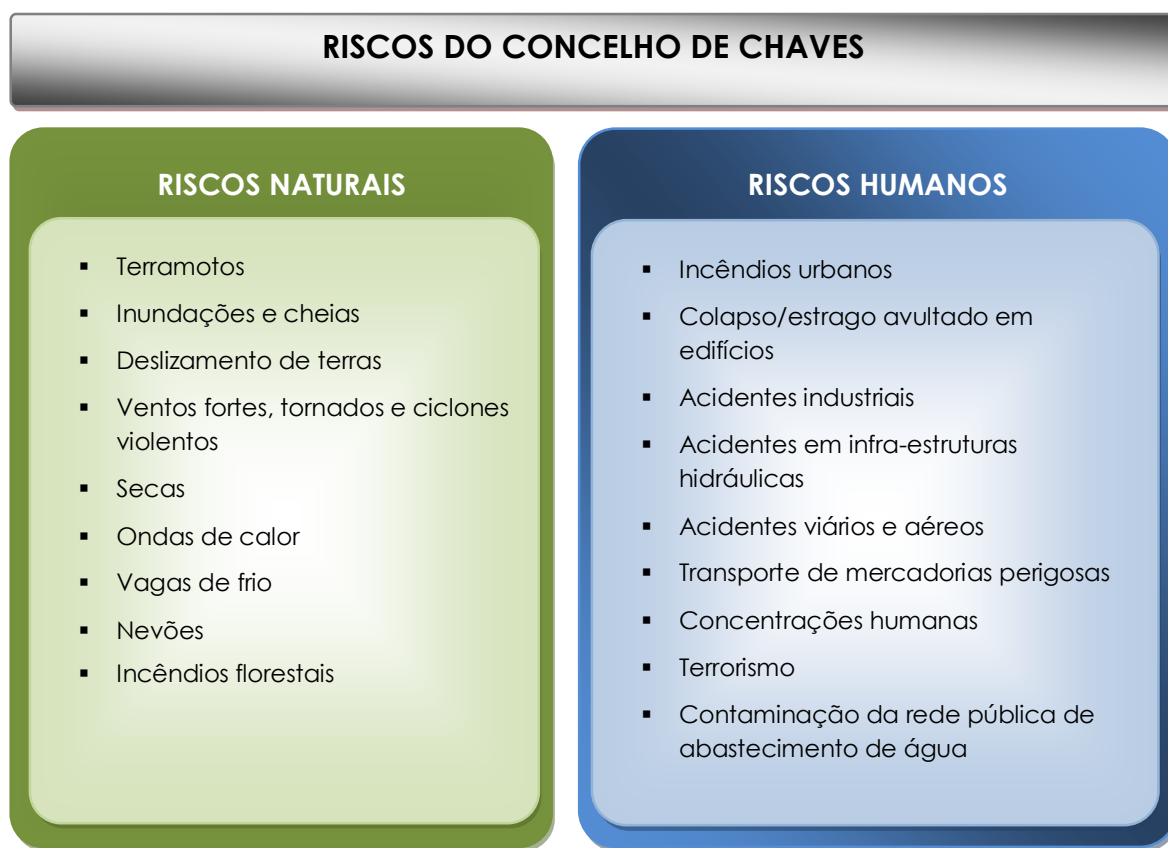 RISCOS DO CONCELHO DE CHAVES
RISCOS NATURAIS
▪ Terramotos
▪ Inundações e cheias
▪ Deslizamento de terras
▪ Ventos fortes, tornados e ciclones
violentos
▪ Secas
▪ Ondas de calor
▪ Vagas de frio
▪ Nevões
▪ Incêndios florestais
RISCOS HUMANOS
▪ Incêndios urbanos
▪ Colapso/estrago avultado em
edifícios
▪ Acidentes industriais
▪ Acidentes em infra-estruturas
hidráulicas
▪ Acidentes viários e aéreos
▪ Transporte de mercadorias perigosas
▪ Concentrações humanas
▪ Terrorismo
▪ Contaminação da rede pública de
abastecimento de água